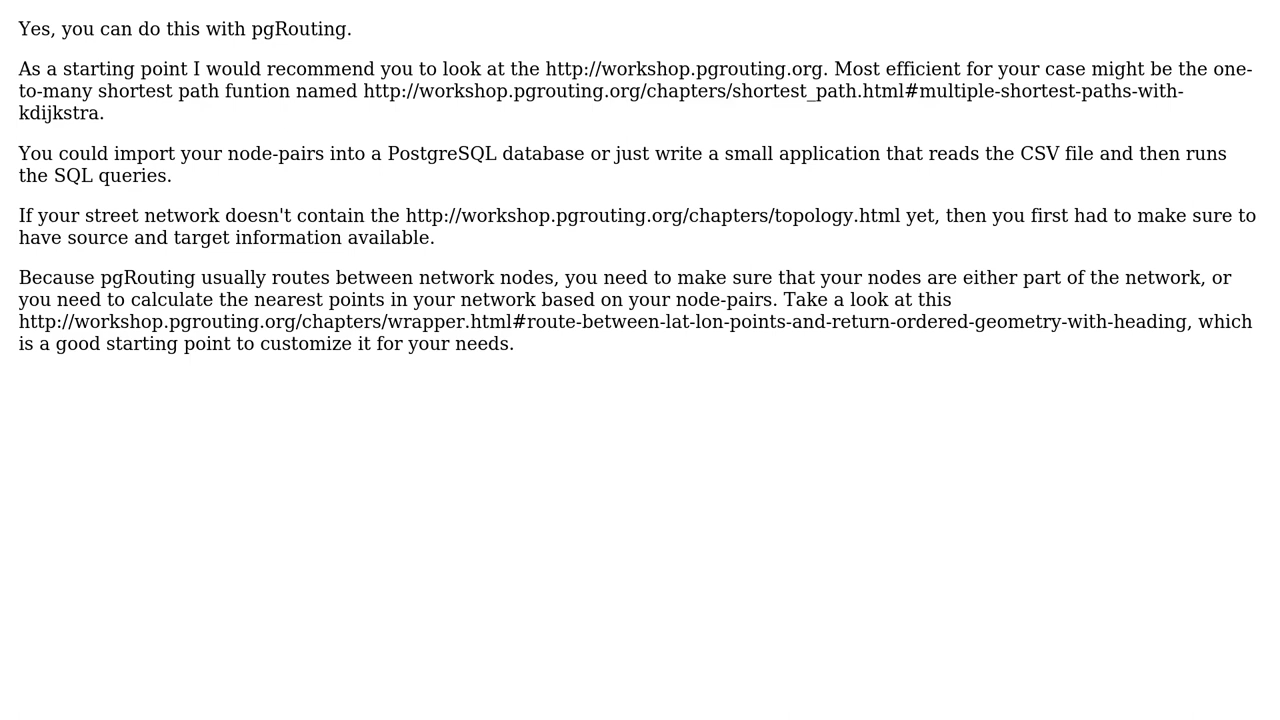 Yes, you can do this with pgRouting.
As a starting point I would recommend you to look at the http://workshop.pgrouting.org. Most efficient for your case might be the one-
to-many shortest path funtion named http://workshop.pgrouting.org/chapters/shortest_path.html#multiple-shortest-paths-with-
kdijkstra.
You could import your node-pairs into a PostgreSQL database or just write a small application that reads the CSV file and then runs
the SQL queries.
If your street network doesn't contain the http://workshop.pgrouting.org/chapters/topology.html yet, then you first had to make sure to
have source and target information available.
Because pgRouting usually routes between network nodes, you need to make sure that your nodes are either part of the network, or
you need to calculate the nearest points in your network based on your node-pairs. Take a look at this
http://workshop.pgrouting.org/chapters/wrapper.html#route-between-lat-lon-points-and-return-ordered-geometry-with-heading, which
is a good starting point to customize it for your needs.